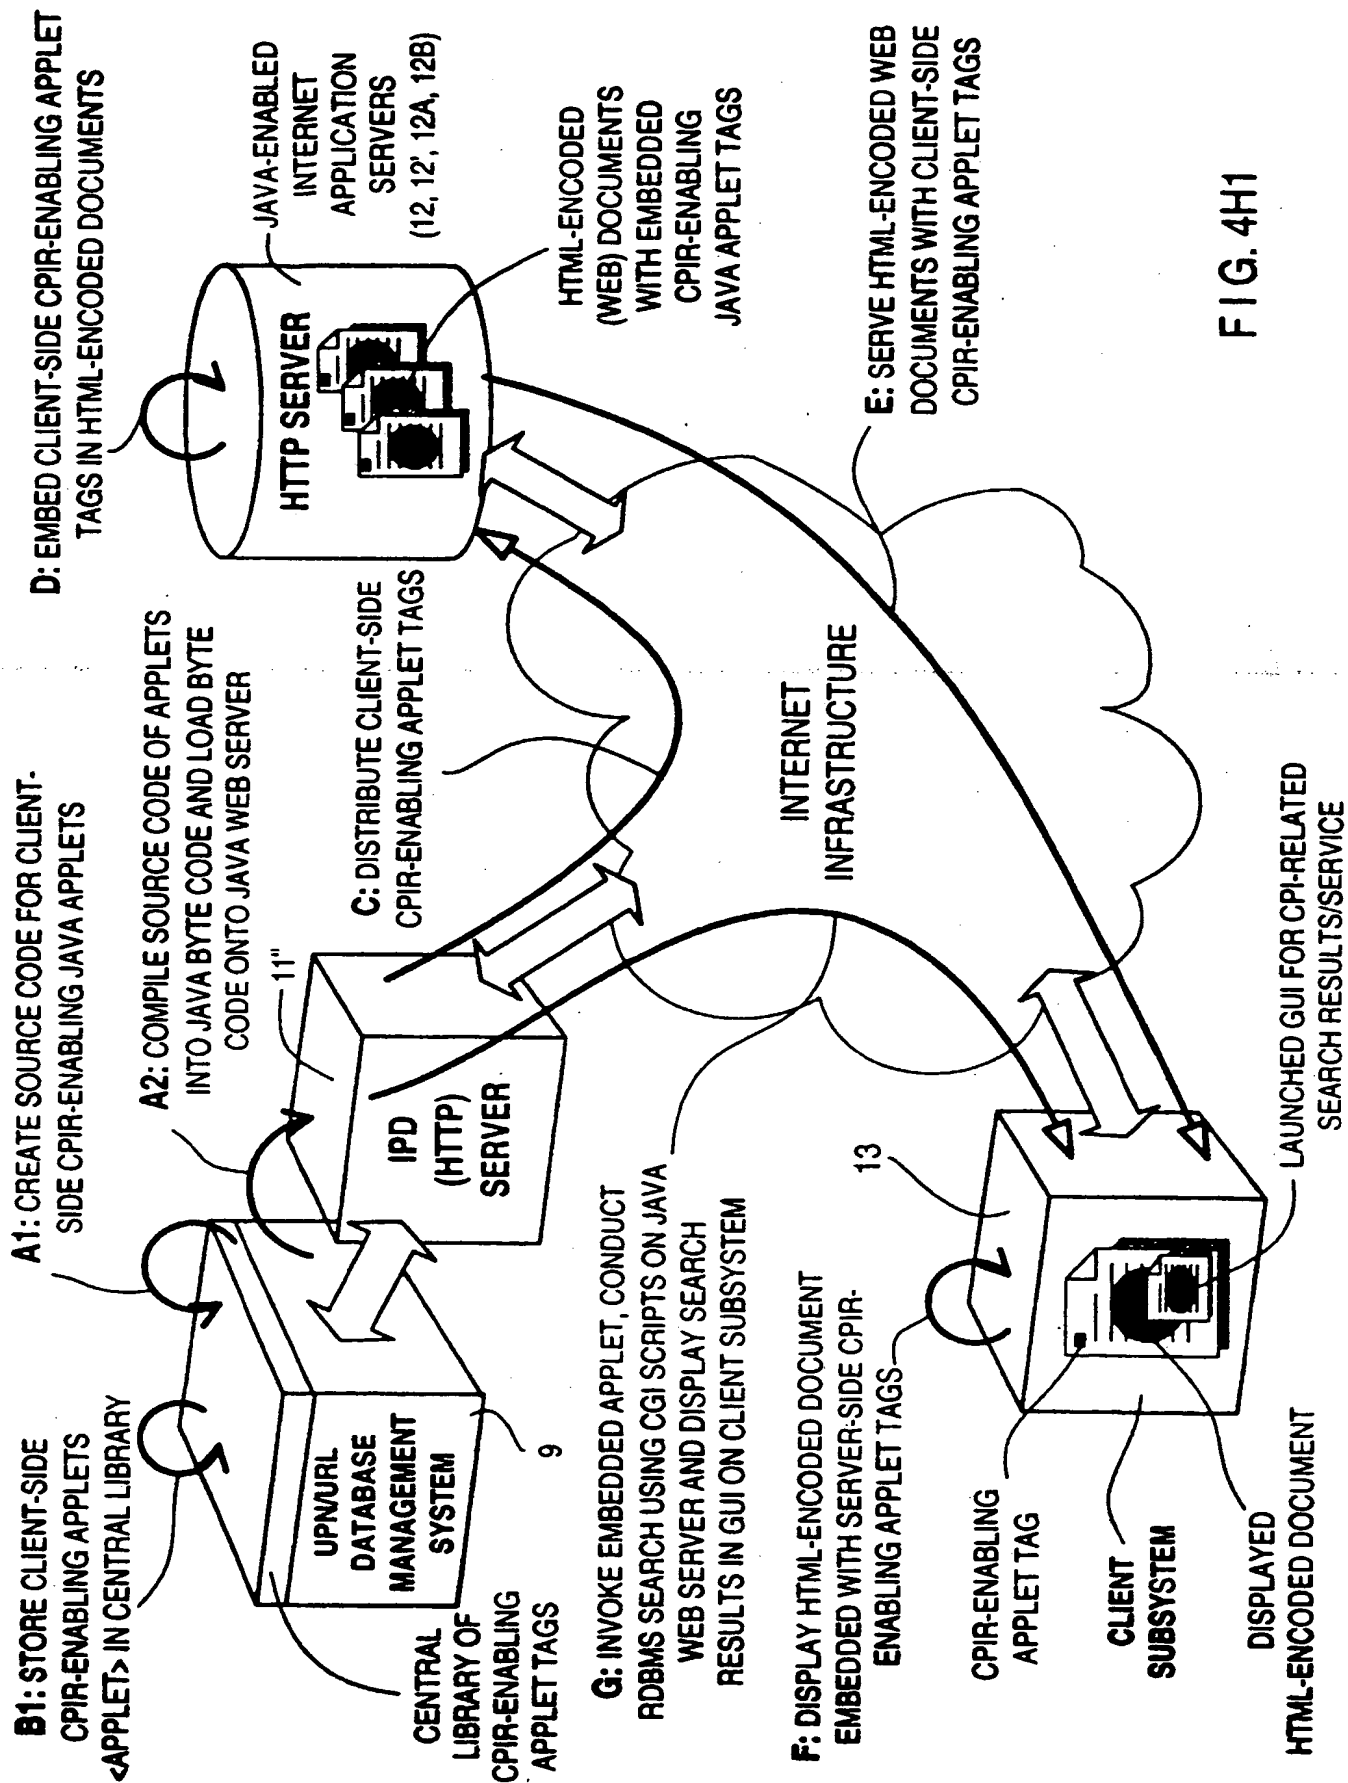 B1: STORE CLIENT-SIDE
CPIR-ENABLING APPLETS
<APPLET> IN CENTRAL LIBRARY
A1: CREATE SOURCE CODE FOR CLIENT-
SIDE CPIR-ENABLING JAVA APPLETS
A2: COMPILE SOURCE CODE OF APPLETS
INTO JAVA BYTE CODE AND LOAD BYTE
CODE ONTO JAVA WEB SERVER
D: EMBED CLIENT-SIDE CPIR-ENABLING APPLET
TAGS IN HTML-ENCODED DOCUMENTS
JAVA-ENABLED
INTERNET
APPLICATION
SERVERS
(12, 12', 12A, 12B)
HTTP SERVER
HTML-ENCODED
(WEB) DOCUMENTS
WITH EMBEDDED
CPIR-ENABLING
JAVA APPLET TAGS
11"
IPD
(HTTP)
SERVER
C: DISTRIBUTE CLIENT-SIDE
CPIR-ENABLING APPLET TAGS
UPN/URL
DATABASE
MANAGEMENT
SYSTEM
9
CENTRAL
LIBRARY OF
CPIR-ENABLING
APPLET TAGS
G: INVOKE EMBEDDED APPLET, CONDUCT
RDBMS SEARCH USING CGI SCRIPTS ON JAVA
WEB SERVER AND DISPLAY SEARCH
RESULTS IN GUI ON CLIENT SUBSYSTEM
INTERNET
INFRASTRUCTURE
E: SERVE HTML-ENCODED WEB
DOCUMENTS WITH CLIENT-SIDE
CPIR-ENABLING APPLET TAGS
F: DISPLAY HTML-ENCODED DOCUMENT
EMBEDDED WITH SERVER-SIDE CPIR-
ENABLING APPLET TAGS
13
CPIR-ENABLING
APPLET TAG
CLIENT
SUBSYSTEM
DISPLAYED
HTML-ENCODED DOCUMENT
LAUNCHED GUI FOR CPI-RELATED
SEARCH RESULTS/SERVICE
FIG. 4H1